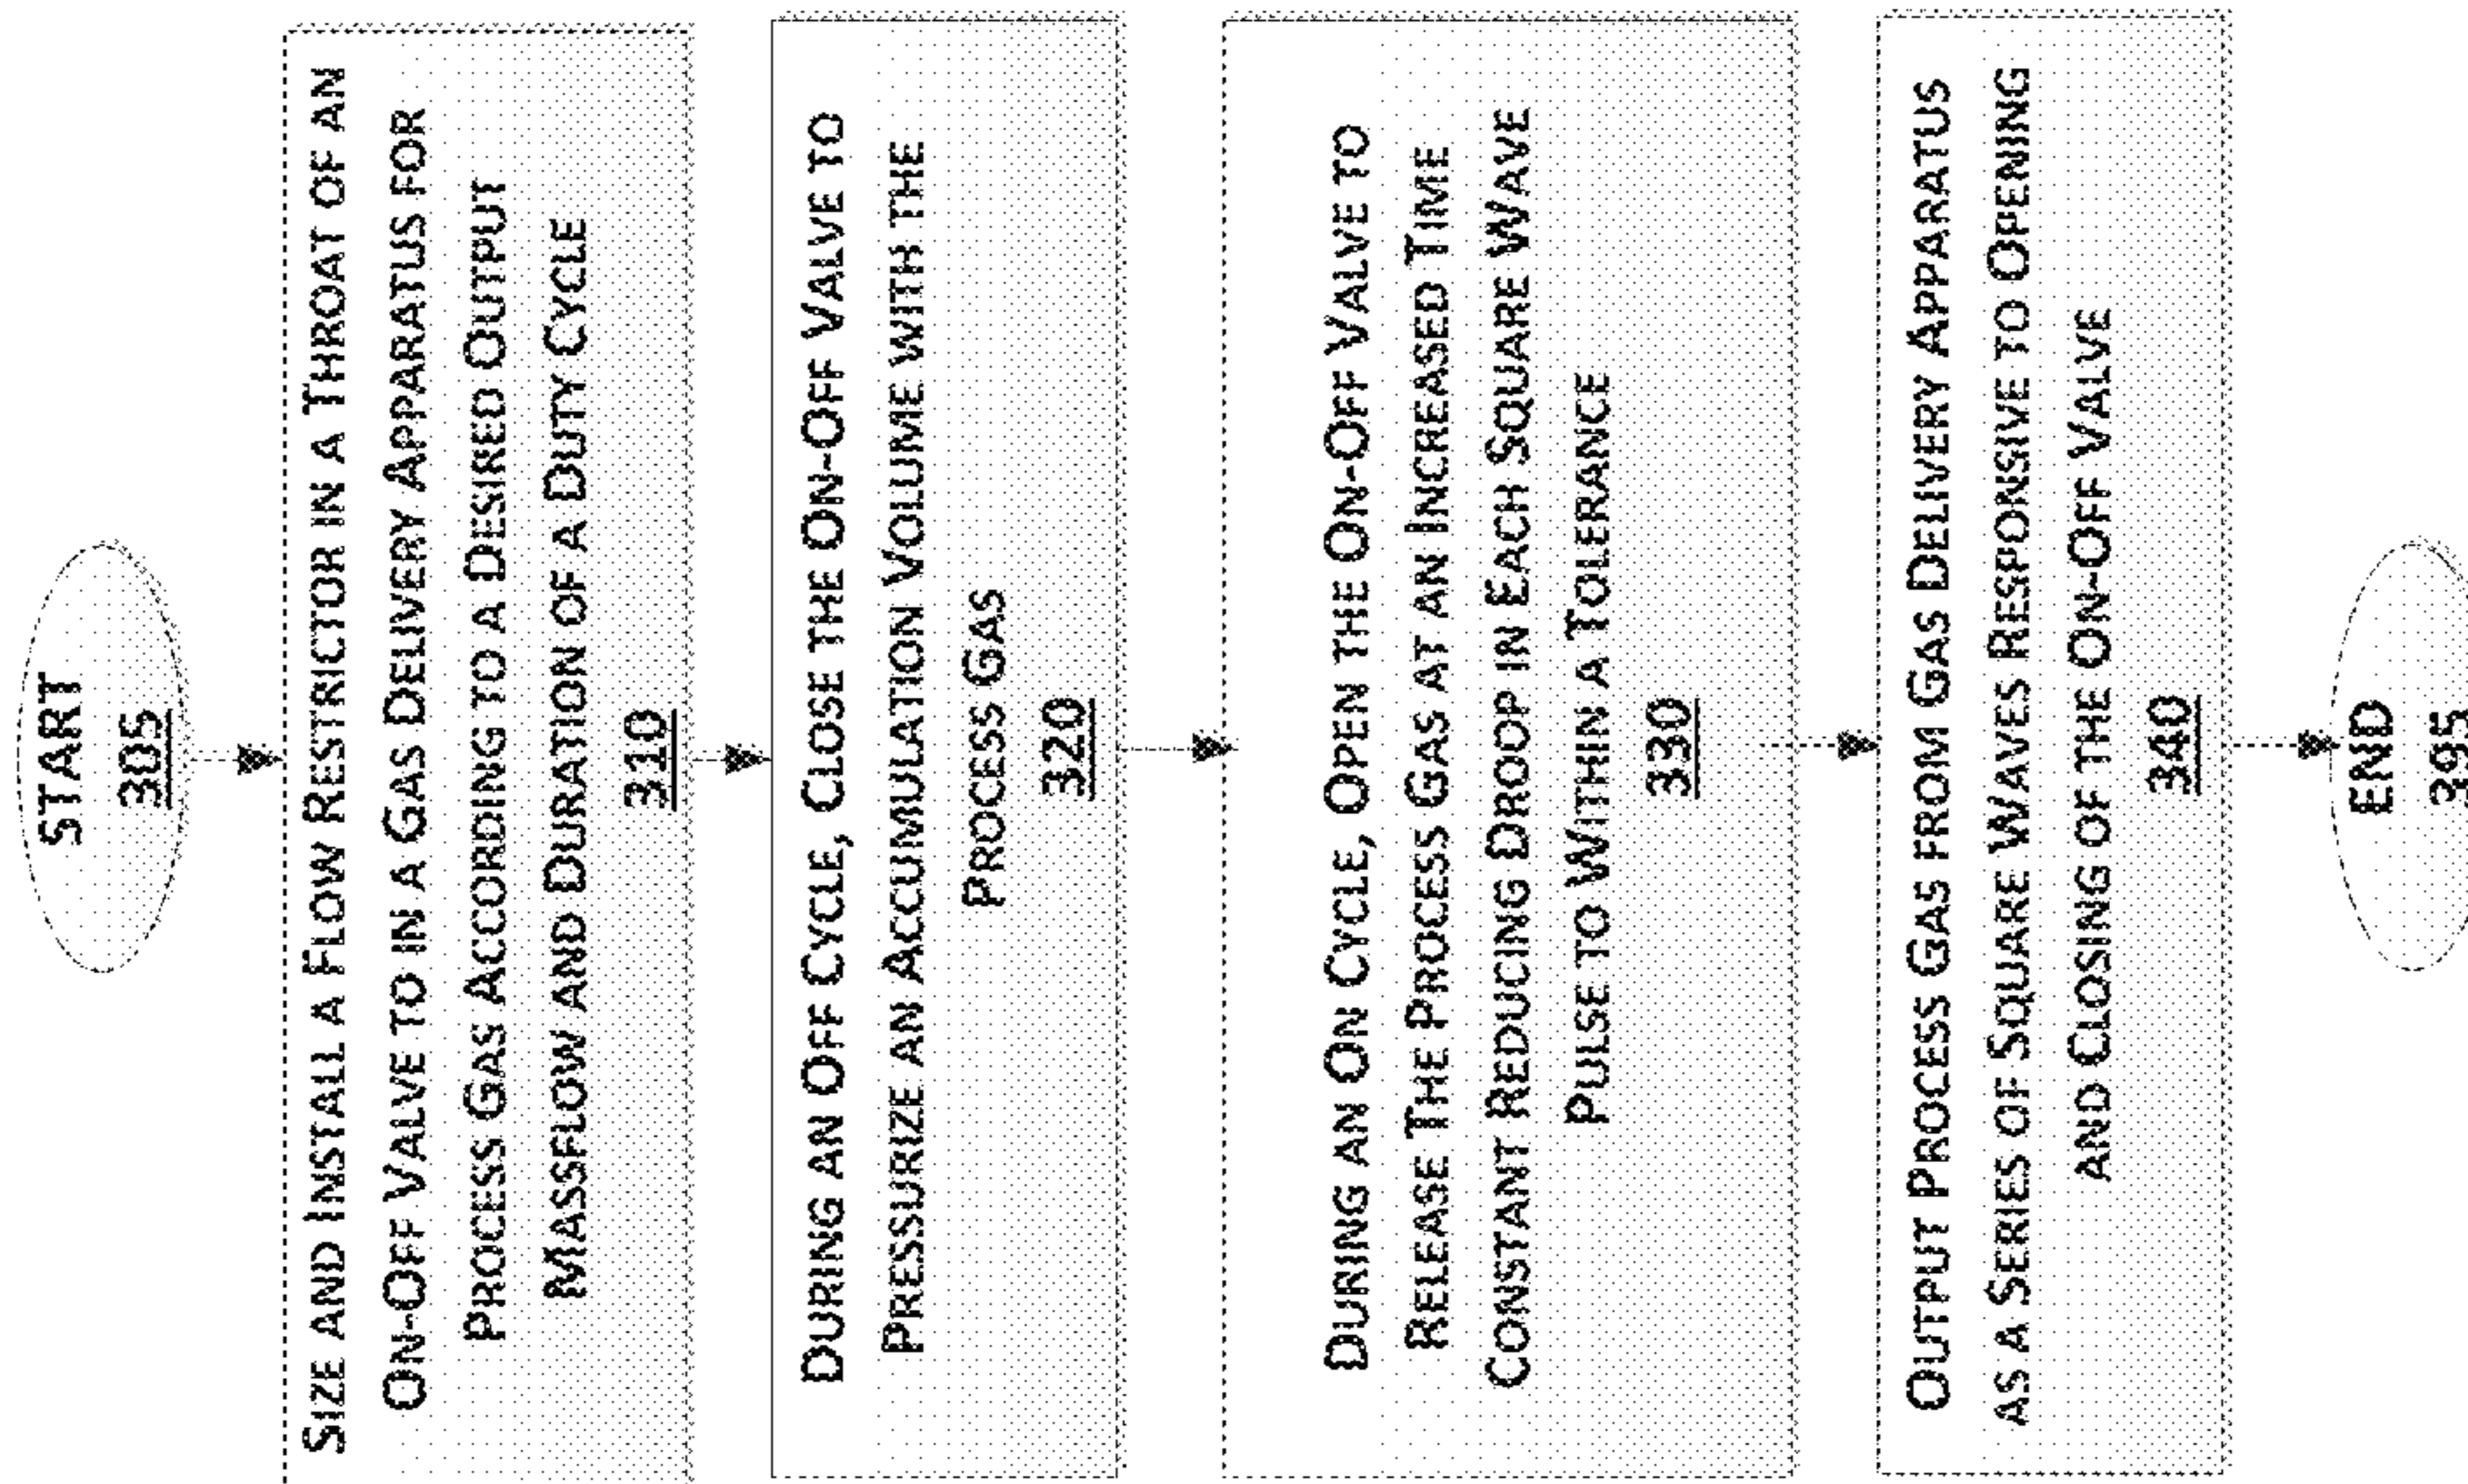 START
305
SIZE AND INSTALL A FLOW RESTRICTOR IN A THROAT OF AN
ON-OFF VALVE TO IN A GAS DELIVERY APPARATUS FOR
PROCESS GAS ACCORDING TO A DESIRED OUTPUT
MASSFLOW AND DURATION OF A DUTY CYCLE
310
DURING AN OFF CYCLE, CLOSE THE ON-OFF VALVE TO
PRESSURIZE AN ACCUMULATION VOLUME WITH THE
PROCESS GAS
320
DURING AN ON CYCLE, OPEN THE ON-OFF VALVE TO
RELEASE THE PROCESS GAS AT AN INCREASED TIME
CONSTANT REDUCING DROOP IN EACH SQUARE WAVE
PULSE TO WITHIN A TOLERANCE
330
OUTPUT PROCESS GAS FROM GAS DELIVERY APPARATUS
AS A SERIES OF SQUARE WAVES RESPONSIVE TO OPENING
AND CLOSING OF THE ON-OFF VALVE
340
END
395